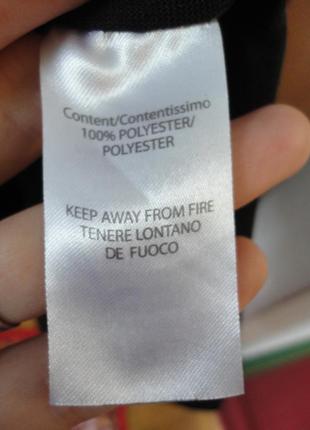 Content/Contentissimo
100% POLYESTER/
POLYESTER
KEEP AWAY FROM FIRE
TENERE LONTANO
DE FUOCO